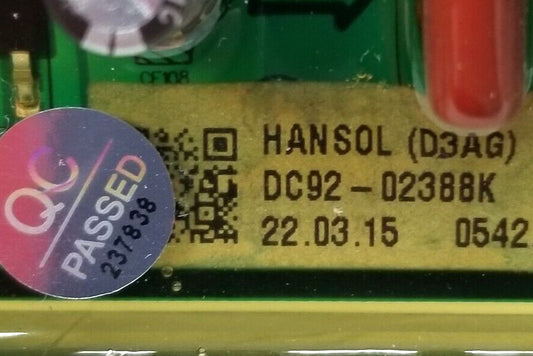 CF108
HANSOL (D3AG)
DC92-02388K
22.03.15 0542
QC
PASSED
237838